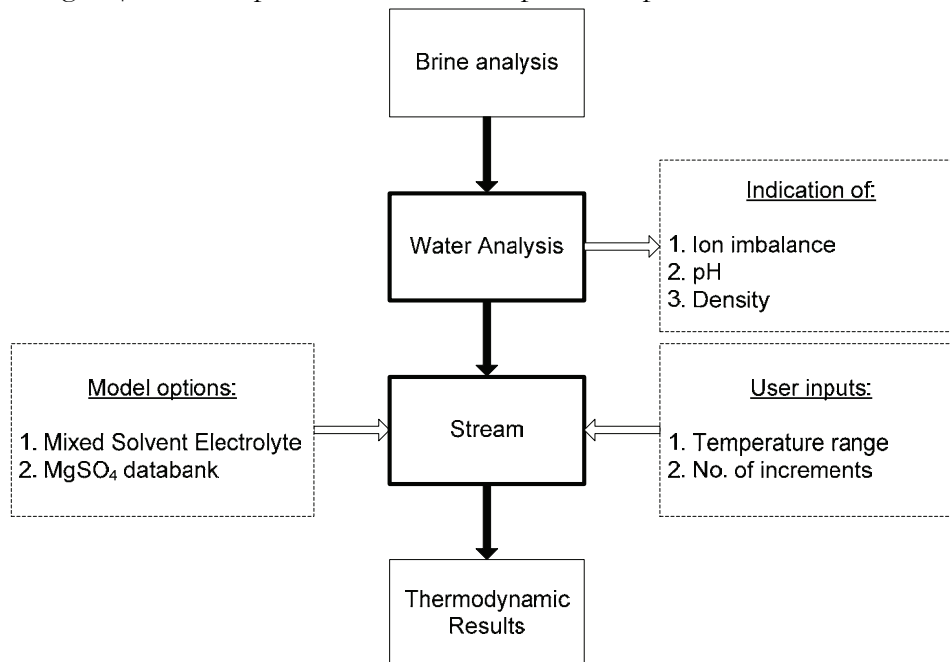 Brine analysis
Water Analysis
Indication of:
1. Ion imbalance
2. pH
3. Density
Model options:
1. Mixed Solvent Electrolyte
2. MgSO₄ databank
Stream
User inputs:
1. Temperature range
2. No. of increments
Thermodynamic
Results